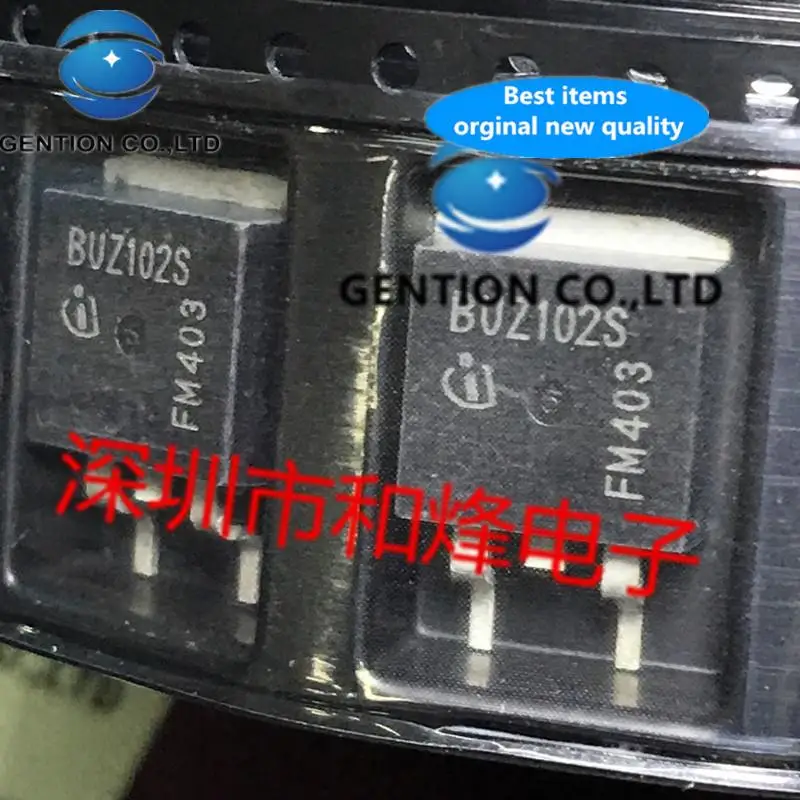 GENTION CO.,LTD
Best items
orginal new quality
GENTION CO.,LTD
BUZ102S
FM403
BUZ102S
FM403
深圳市和烽电子